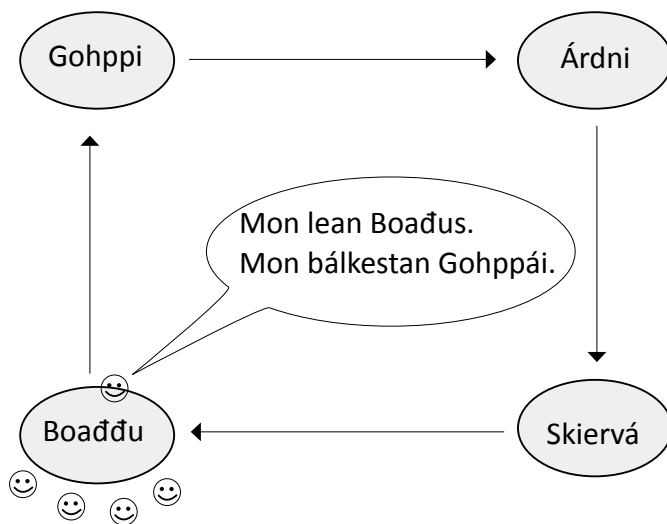 Gohppi
Árdni
Mon lean Boađus.
Mon bálkestan Gohppái.
Boađđu
Skiervá